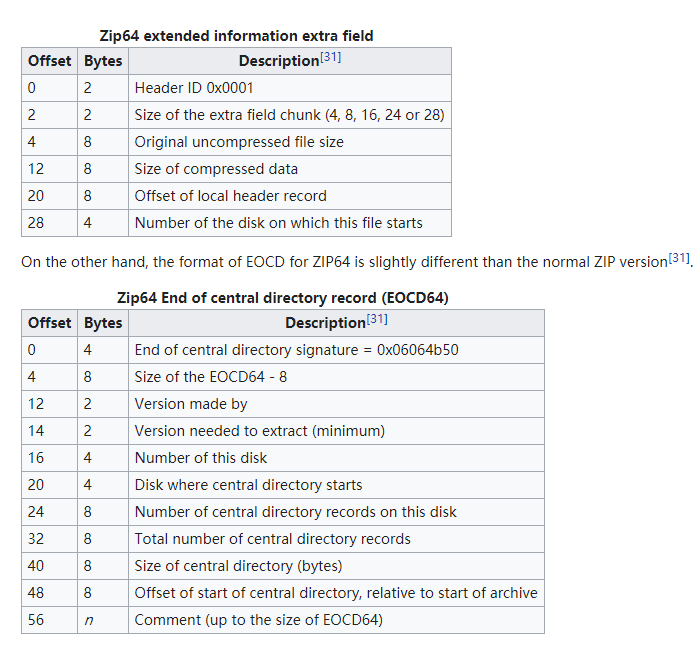 Zip64 extended information extra field
Offset Bytes Description[31]
0 2 Header ID 0x0001
2 2 Size of the extra field chunk (4, 8, 16, 24 or 28)
4 8 Original uncompressed file size
12 8 Size of compressed data
20 8 Offset of local header record
28 4 Number of the disk on which this file starts
On the other hand, the format of EOCD for ZIP64 is slightly different than the normal ZIP version[31].
Zip64 End of central directory record (EOCD64)
Offset Bytes Description[31]
0 4 End of central directory signature = 0x06064b50
4 8 Size of the EOCD64 - 8
12 2 Version made by
14 2 Version needed to extract (minimum)
16 4 Number of this disk
20 4 Disk where central directory starts
24 8 Number of central directory records on this disk
32 8 Total number of central directory records
40 8 Size of central directory (bytes)
48 8 Offset of start of central directory, relative to start of archive
56 n Comment (up to the size of EOCD64)